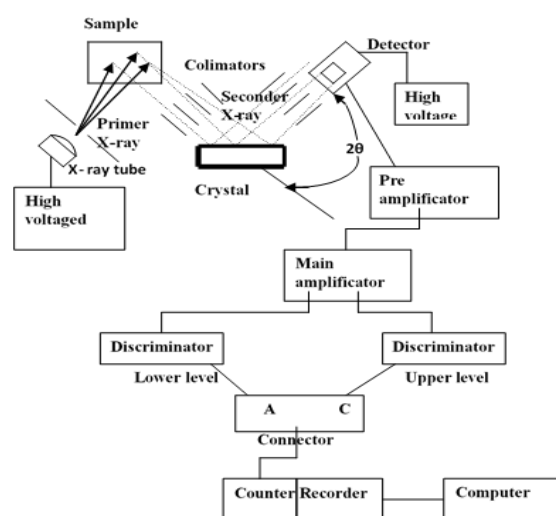 Sample
Detector
Colimators
Seconder
X-ray
High
voltage
Primer
X-ray
2θ
X- ray tube
Crystal
High
voltaged
Pre
amplificator
Main
amplificator
Discriminator
Discriminator
Lower level
Upper level
A C
Connector
Counter Recorder
Computer